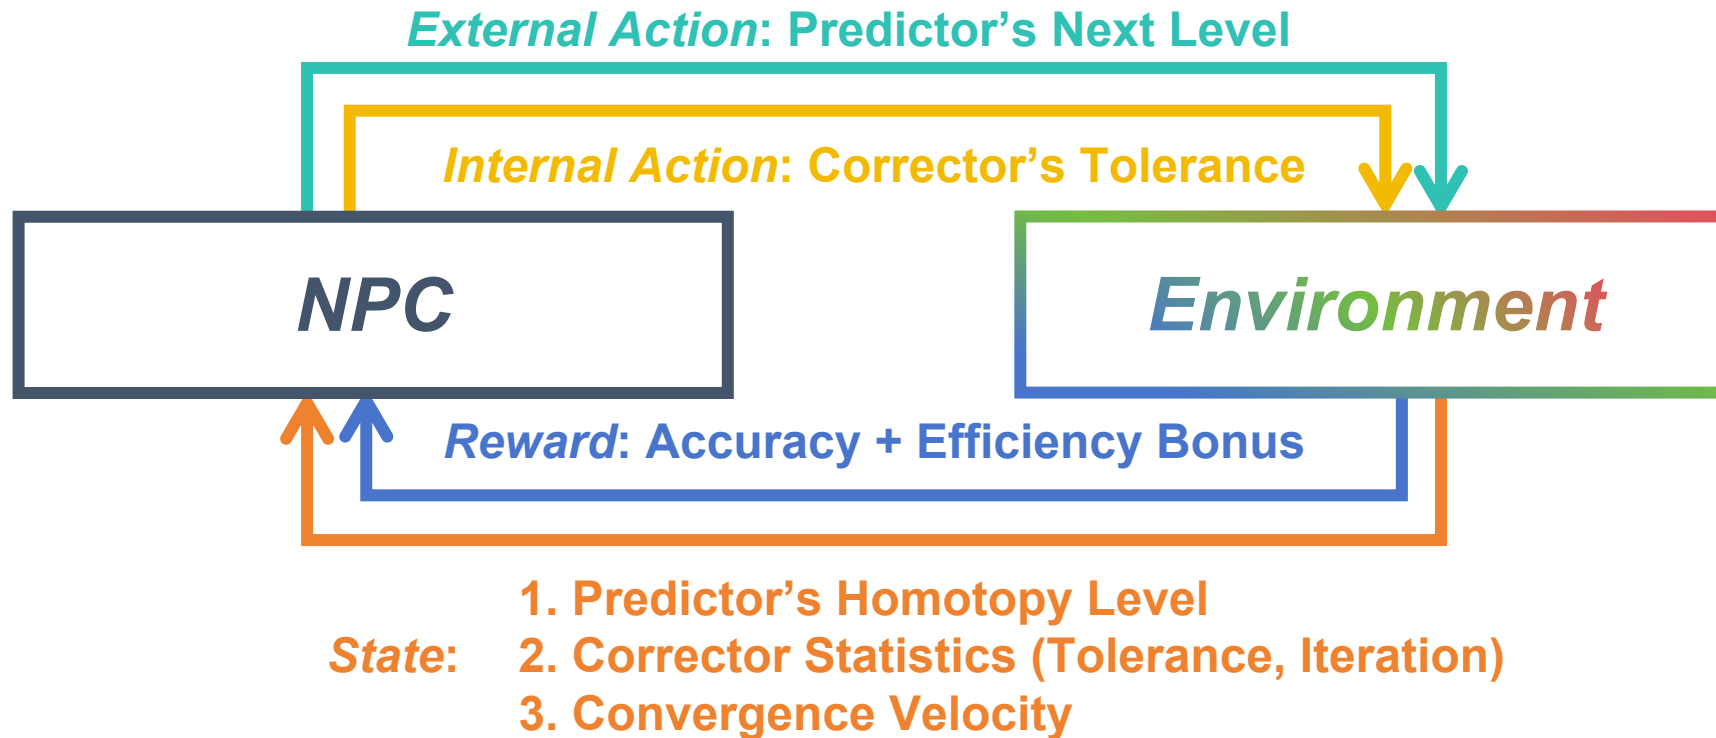 External Action: Predictor’s Next Level
Internal Action: Corrector’s Tolerance
NPC
Environment
Reward: Accuracy + Efficiency Bonus
1. Predictor’s Homotopy Level
State: 2. Corrector Statistics (Tolerance, Iteration)
3. Convergence Velocity